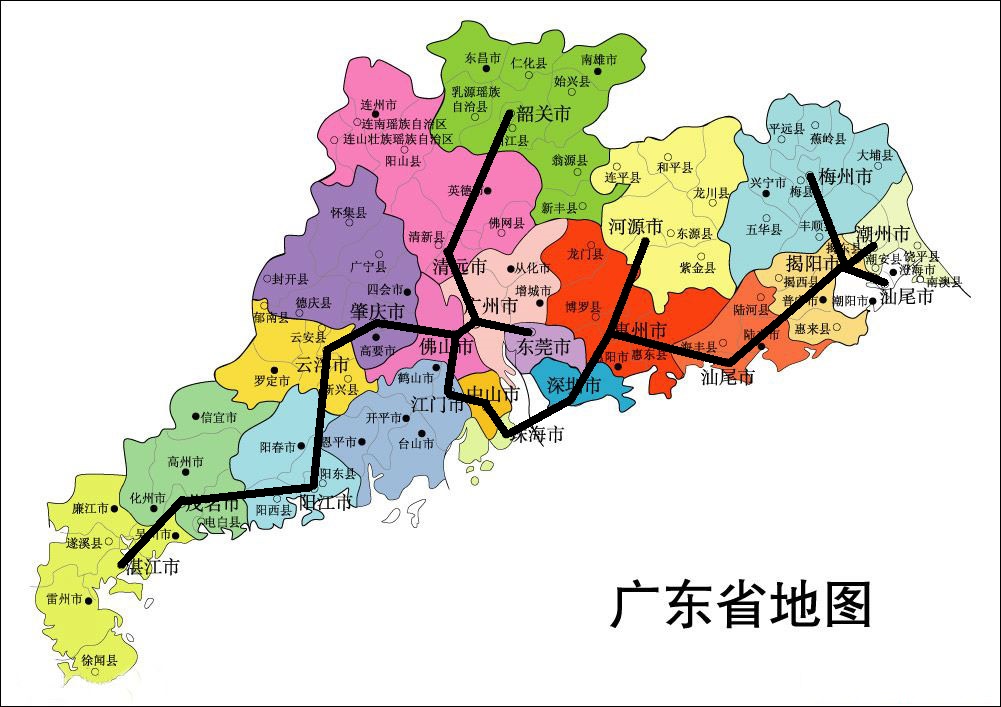 东昌市
仁化县
南雄市
始兴县
乳源瑶族
自治县
韶关市
江县
翁源县
新丰县
连州市
连南瑶族自治区
连山壮族瑶族自治区
阳山县
英德
佛网县
清新县
清远市
平远县
蕉岭县
大埔县
兴宁市
梅县
梅州市
五华县
丰顺
连平县
和平县
龙川县
河源市
东源县
紫金县
怀集县
广宁县
封开县
四会市
德庆县
肇庆市
高要市
龙门县
博罗县
惠州市
阳市
惠东县
从化市
增城市
广州市
东莞市
佛山市
深圳市
潮州市
潮安县
饶平县
澄海市
南澳县
汕尾市
揭东县
揭阳市
揭西县
普宁市
潮阳市
惠来县
陆河县
陆丰市
海丰县
汕尾市
郁南县
云安县
云浮市
罗定市
新兴县
鹤山市
江门市
中山市
珠海市
开平市
恩平市
台山市
信宜市
高州市
化州市
茂名市
电白县
阳春市
阳东县
阳西县
阳江市
廉江市
遂溪县
吴川市
湛江市
雷州市
徐闻县
广东省地图